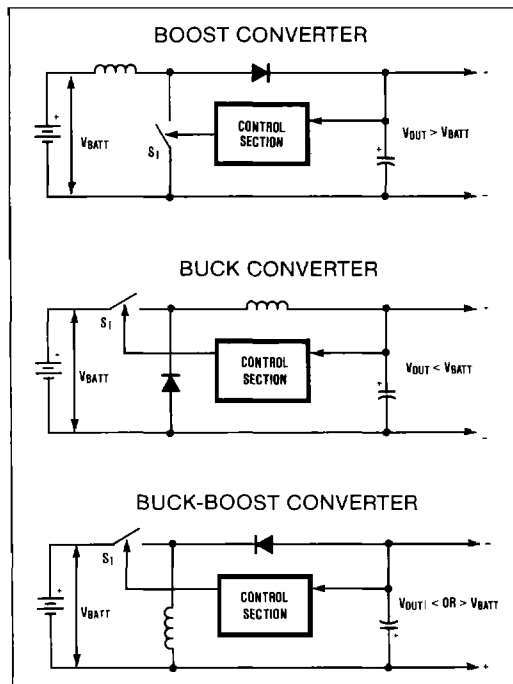 BOOST CONVERTER
+
+
VBATT
S1
CONTROL
SECTION
+
VOUT > VBATT
−
BUCK CONVERTER
+
S1
+
VBATT
CONTROL
SECTION
+
VOUT < VBATT
−
BUCK-BOOST CONVERTER
−
S1
+
VBATT
CONTROL
SECTION
+
|VOUT| < OR > VBATT
+